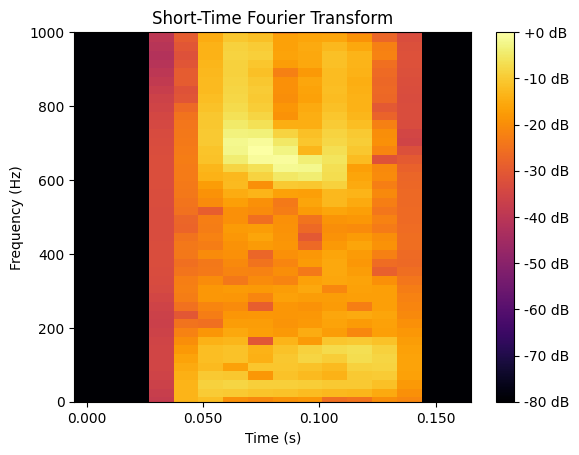 Short-Time Fourier Transform
1000
800
600
400
200
0
Frequency (Hz)
0.000
0.050
0.100
0.150
Time (s)
+0 dB
-10 dB
-20 dB
-30 dB
-40 dB
-50 dB
-60 dB
-70 dB
-80 dB